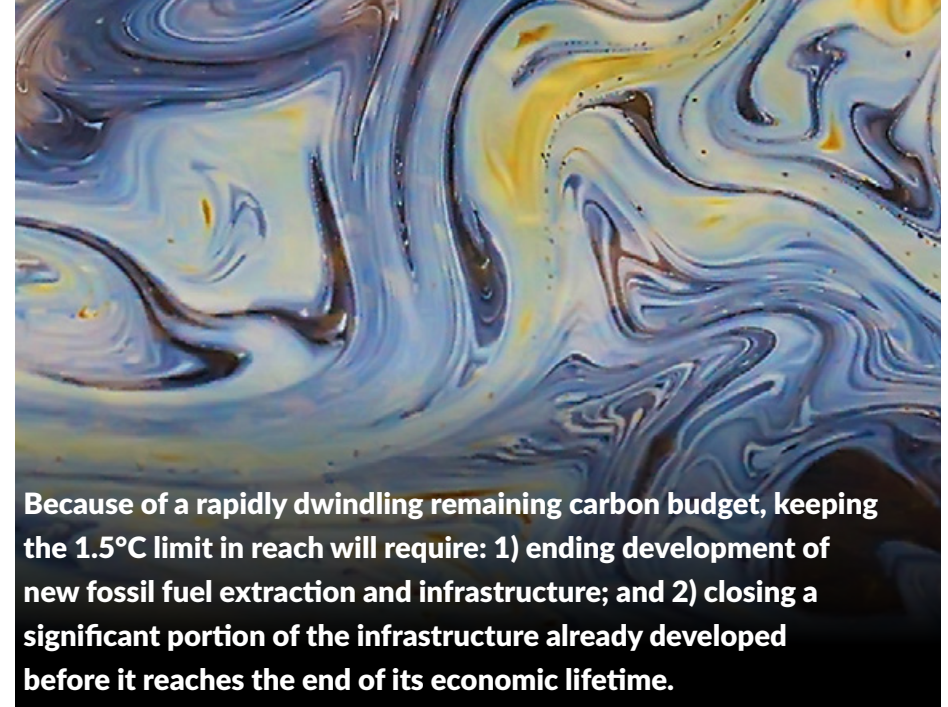 Because of a rapidly dwindling remaining carbon budget, keeping
the 1.5°C limit in reach will require: 1) ending development of
new fossil fuel extraction and infrastructure; and 2) closing a
significant portion of the infrastructure already developed
before it reaches the end of its economic lifetime.